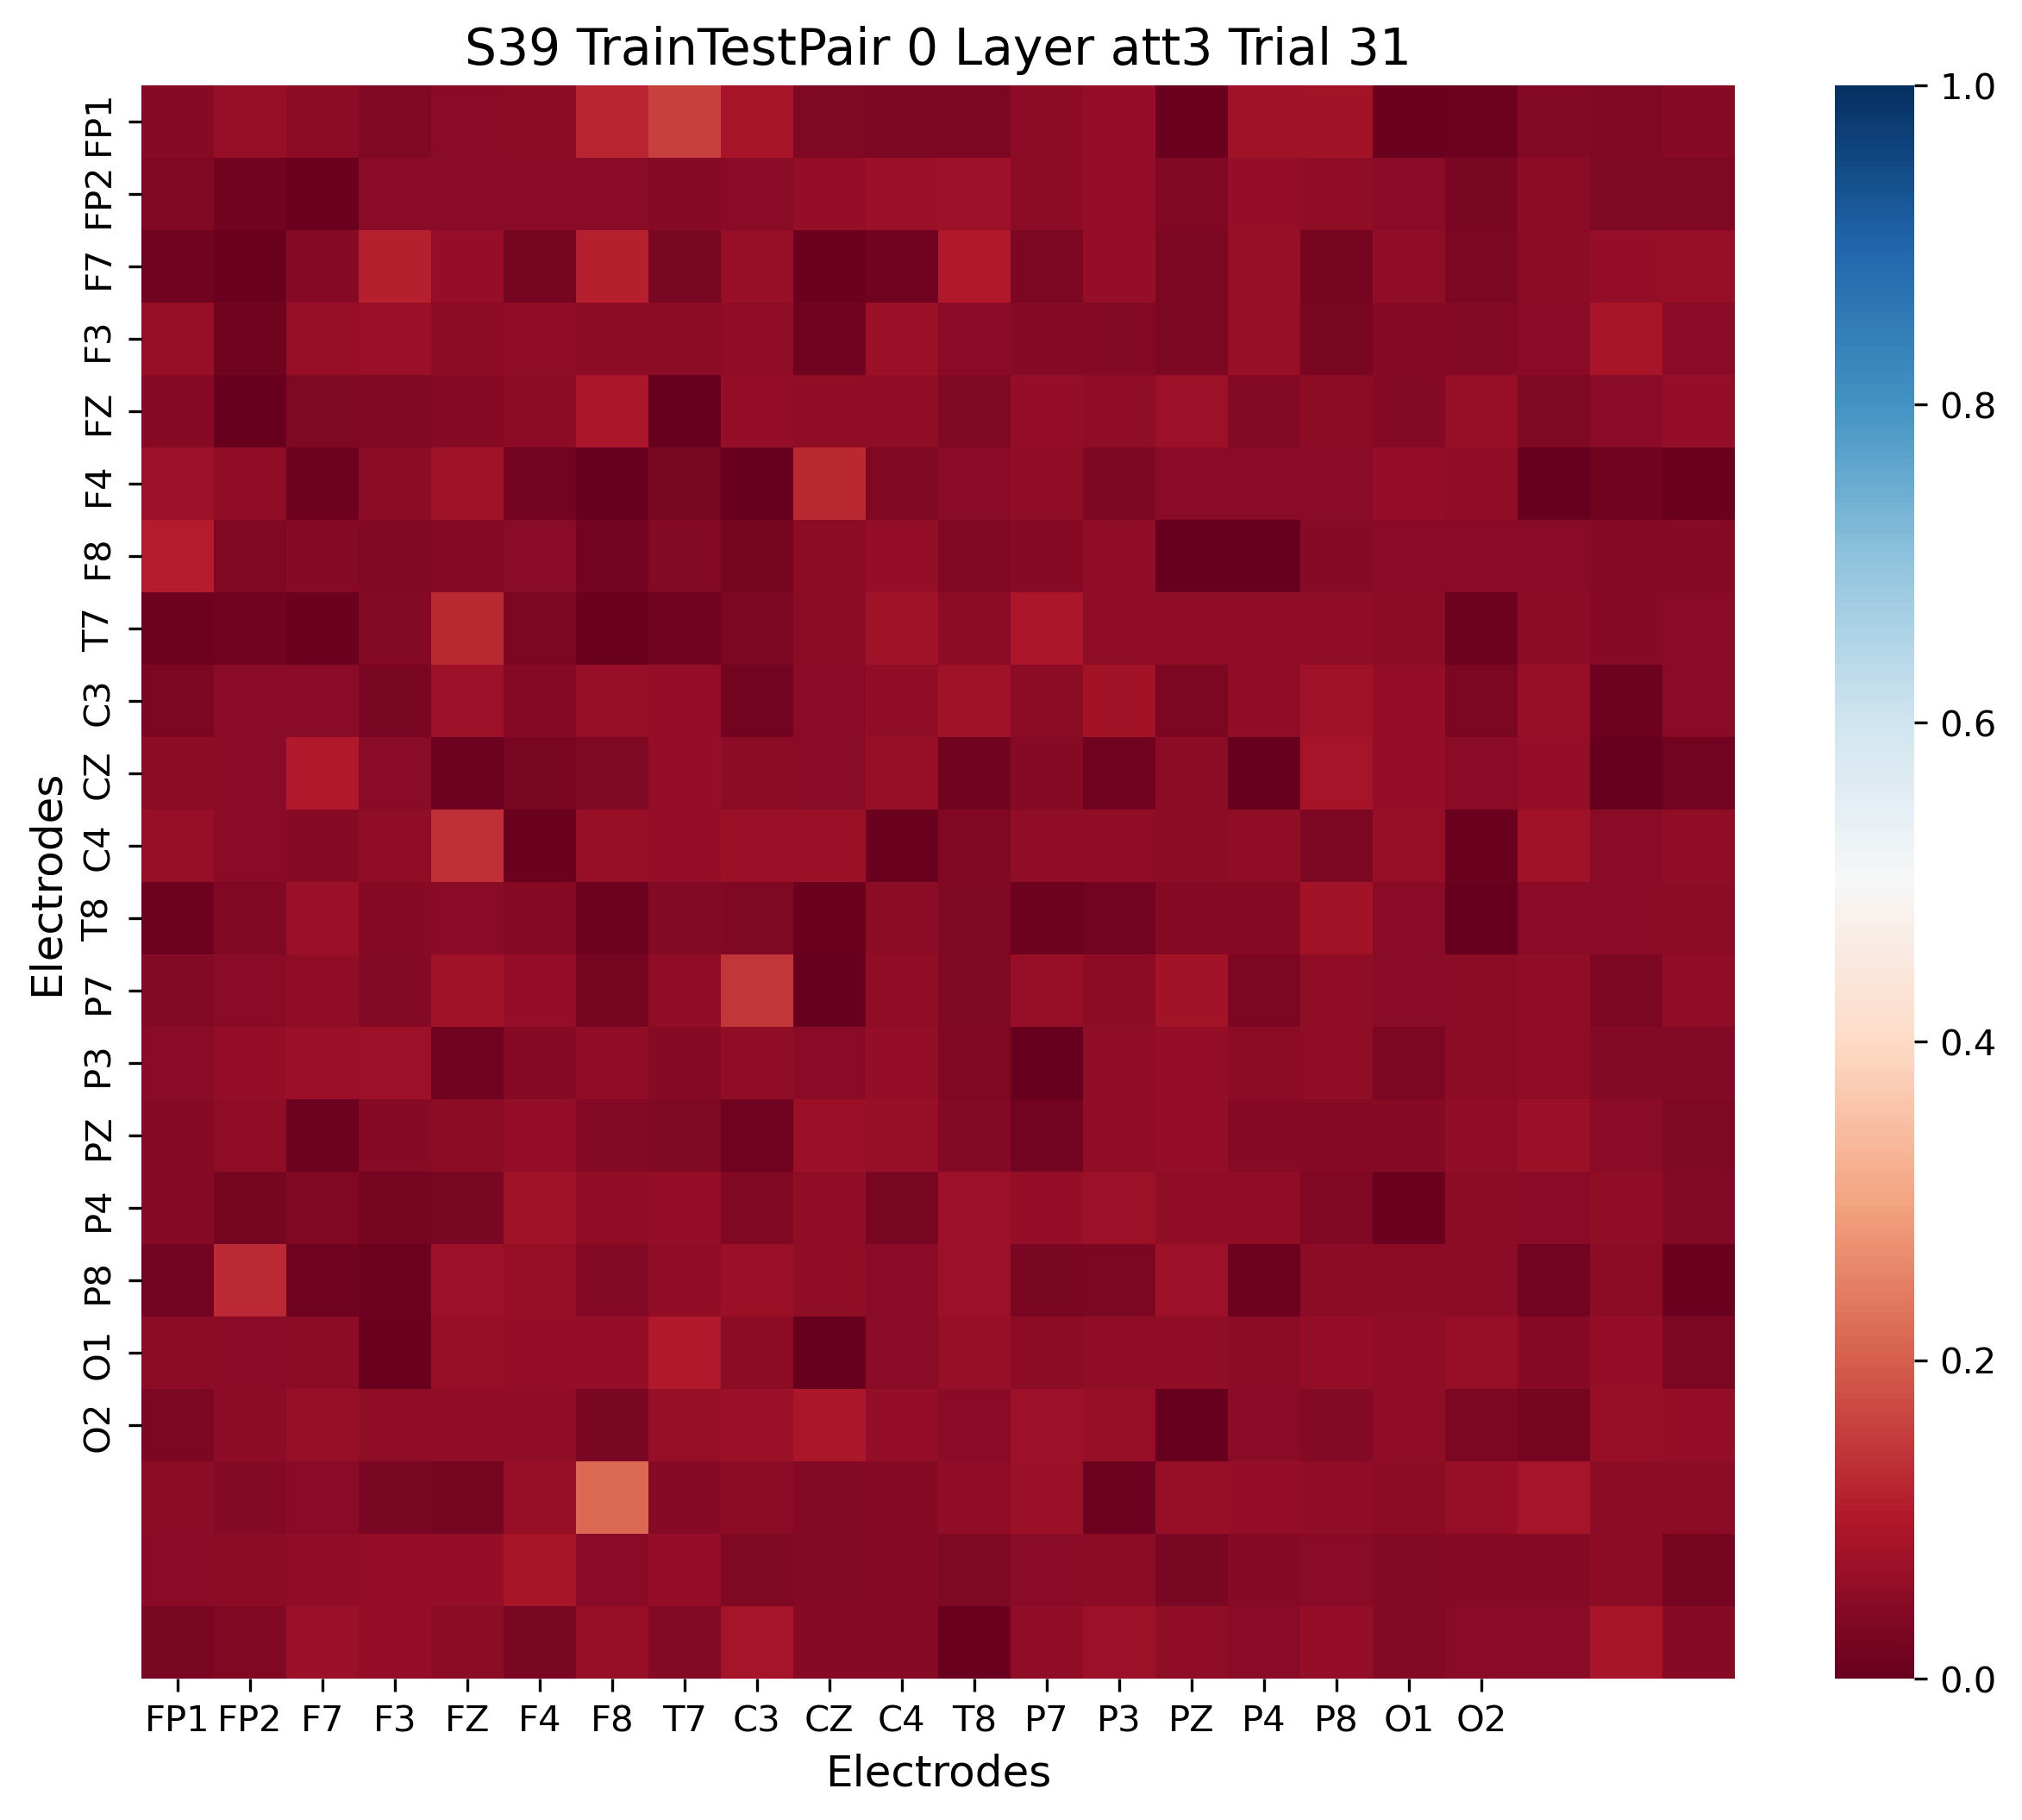 S39 TrainTestPair 0 Layer att3 Trial 31
Electrodes
FP1
FP2
F7
F3
FZ
F4
F8
T7
C3
CZ
C4
T8
P7
P3
PZ
P4
P8
O1
O2
FP1 FP2 F7 F3 FZ F4 F8 T7 C3 CZ C4 T8 P7 P3 PZ P4 P8 O1 O2
Electrodes
1.0
0.8
0.6
0.4
0.2
0.0